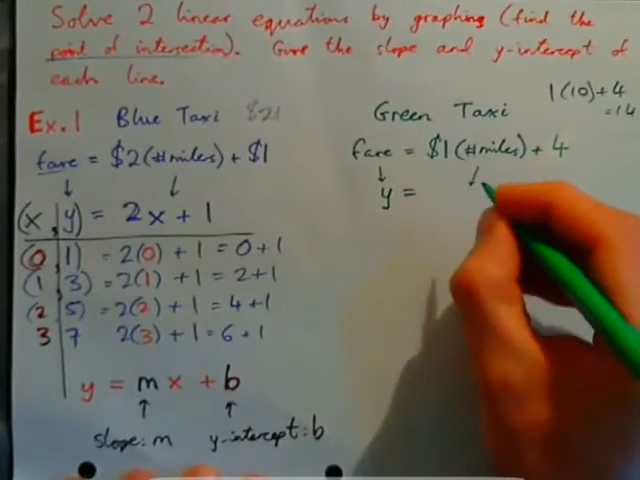 Solve 2 linear equations by graphing (find the
point of intersection). Give the slope and y-intercept of
each line.
Ex.1 Blue Taxi $21
fare = $2(#miles) + $1
(x, y) = 2x + 1
(0, 1) = 2(0) + 1 = 0+1
(1, 3) = 2(1) + 1 = 2+1
(2, 5) = 2(2) + 1 = 4+1
3 7 2(3) + 1 = 6+1
y = mx + b
slope: m y-intercept: b
Green Taxi
1(10)+4
=14
fare = $1(#miles) + 4
y =